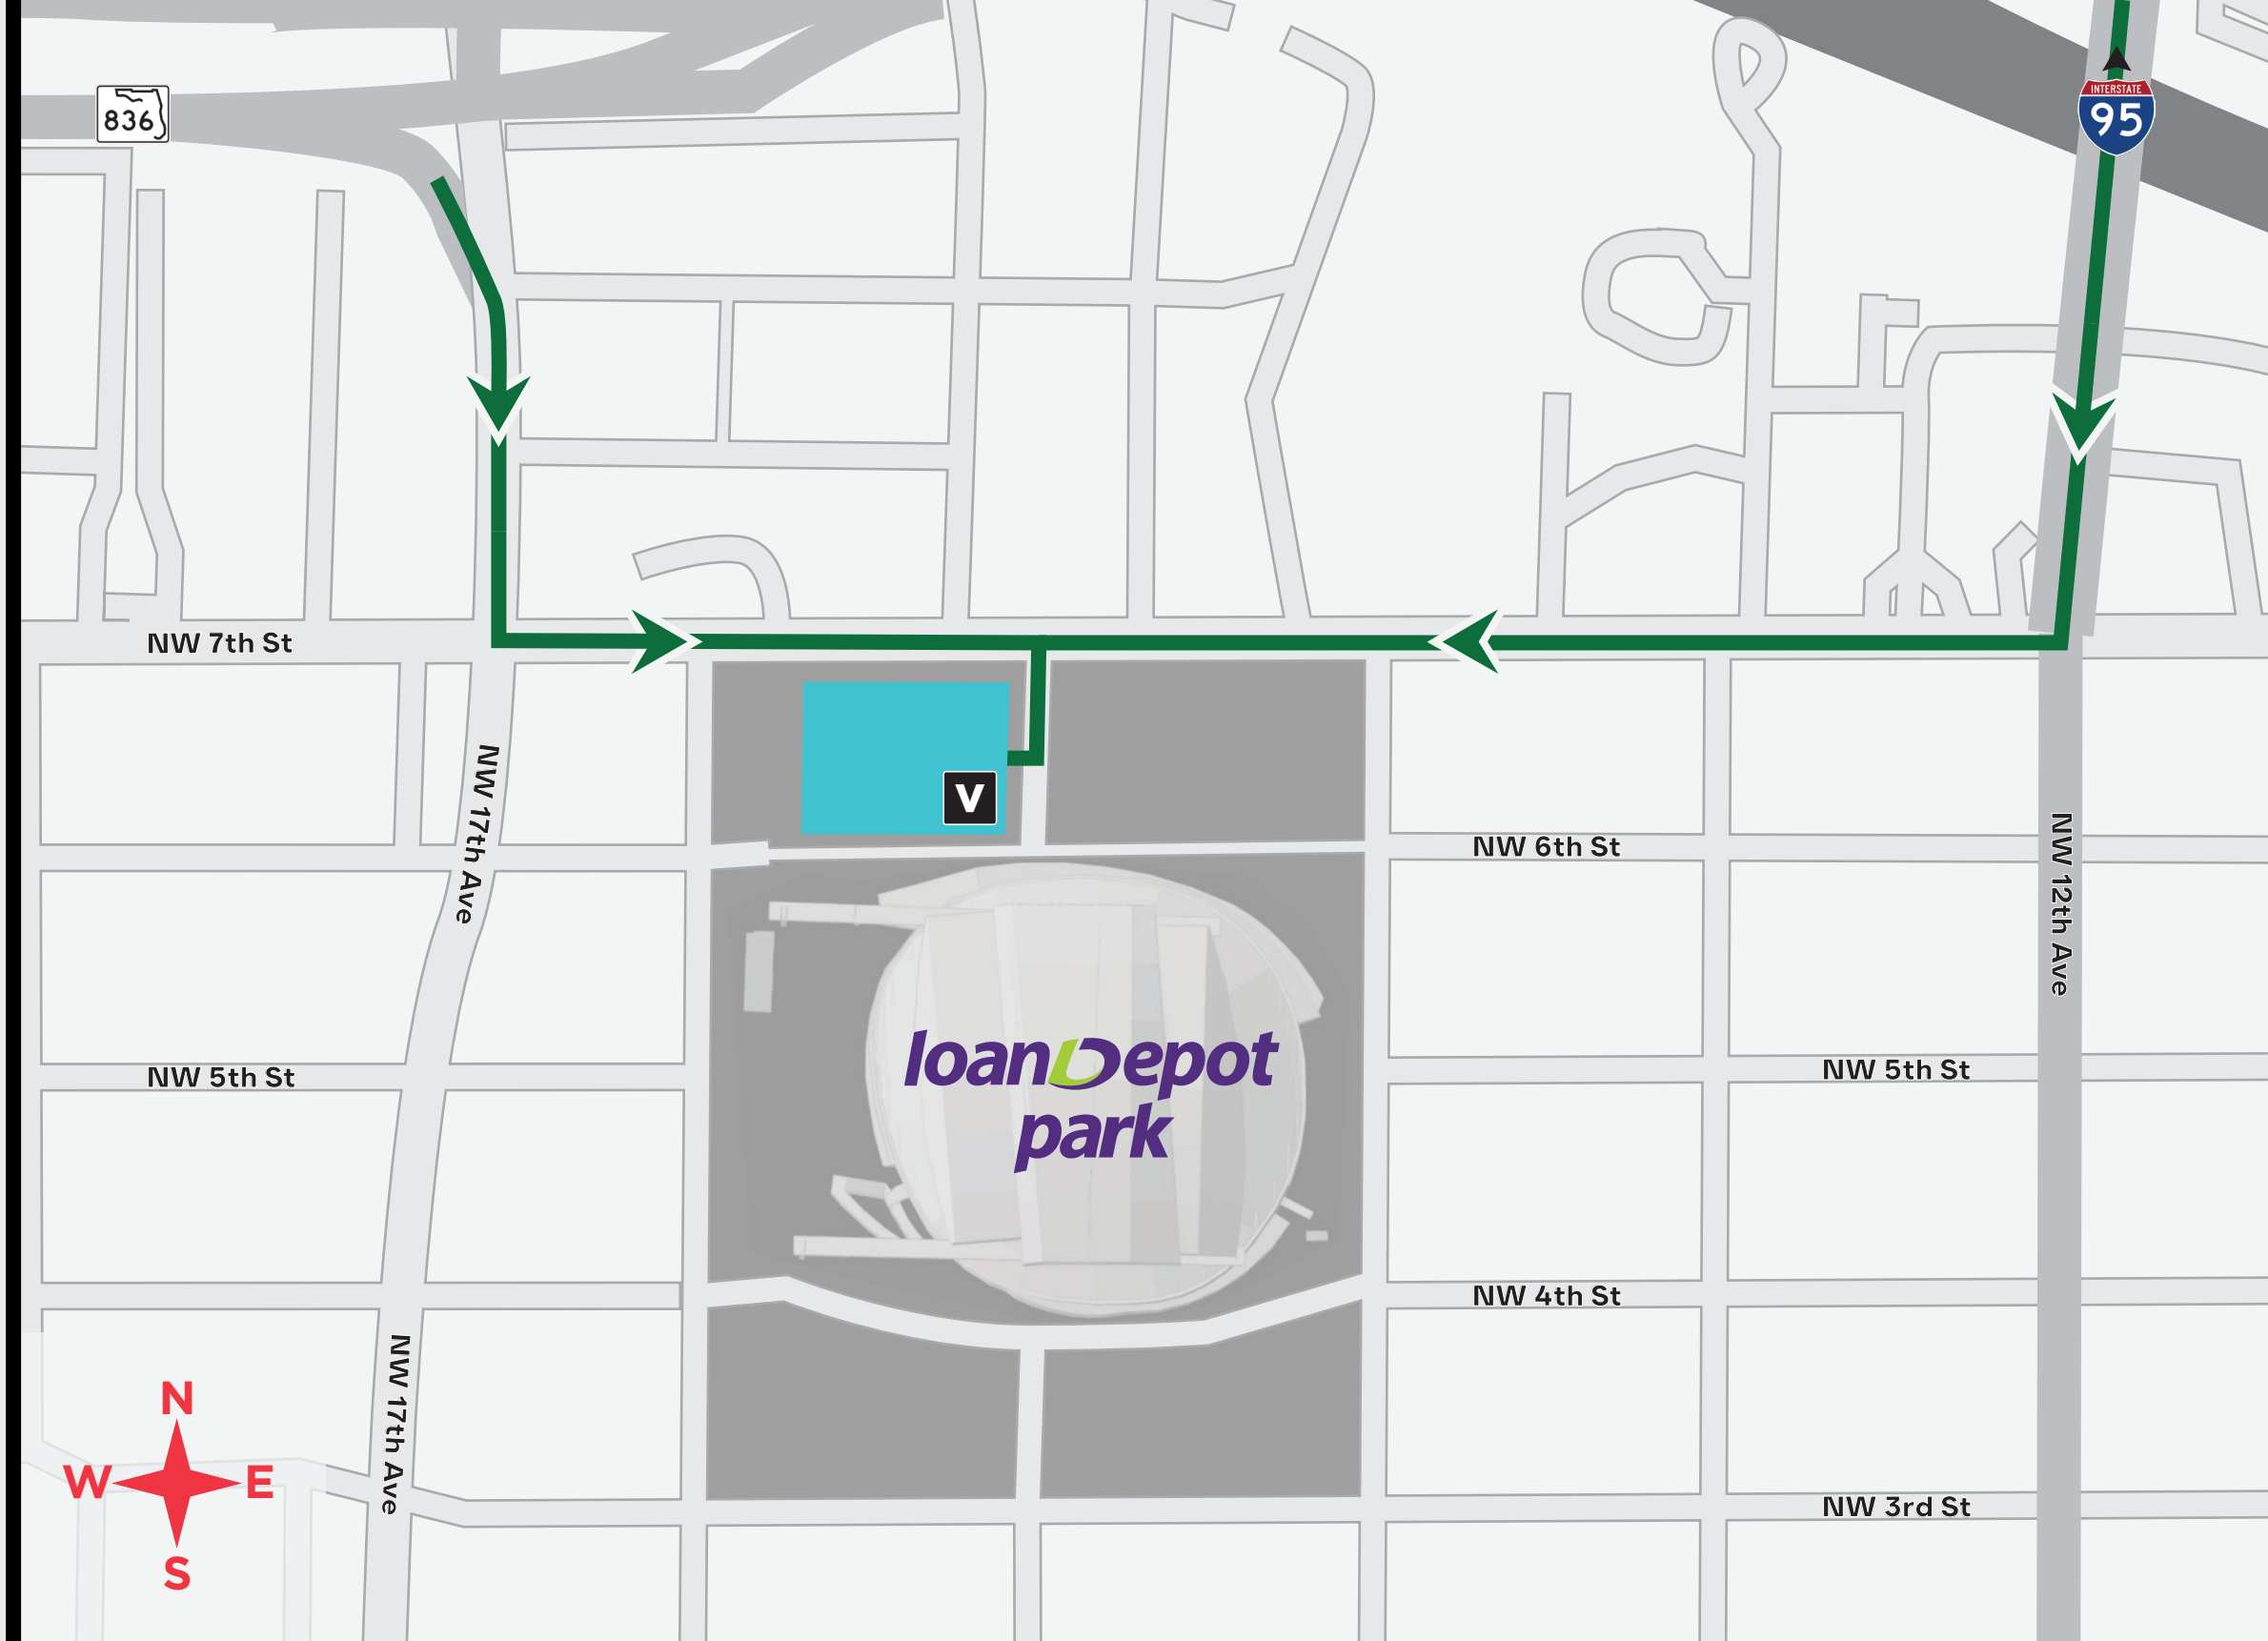 836
INTERSTATE
95
NW 7th St
V
NW 17th Ave
NW 6th St
NW 12th Ave
loanDepot
park
NW 5th St
NW 5th St
NW 4th St
NW 17th Ave
N
W
E
S
NW 3rd St